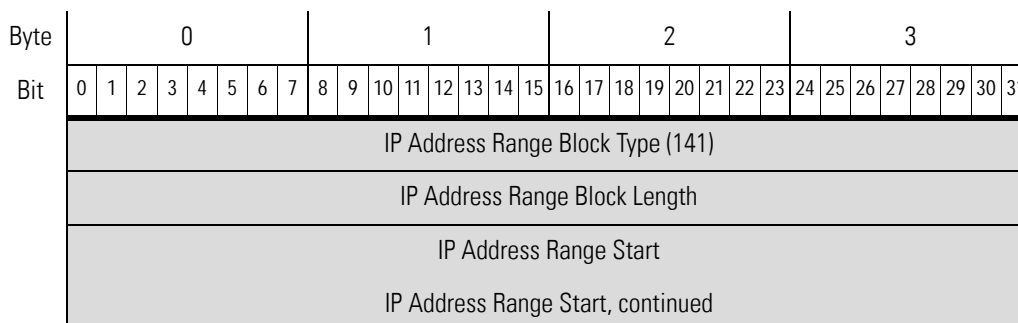 Byte 0 1 2 3
Bit 0 1 2 3 4 5 6 7 8 9 10 11 12 13 14 15 16 17 18 19 20 21 22 23 24 25 26 27 28 29 30
IP Address Range Block Type (141)
IP Address Range Block Length
IP Address Range Start
IP Address Range Start, continued